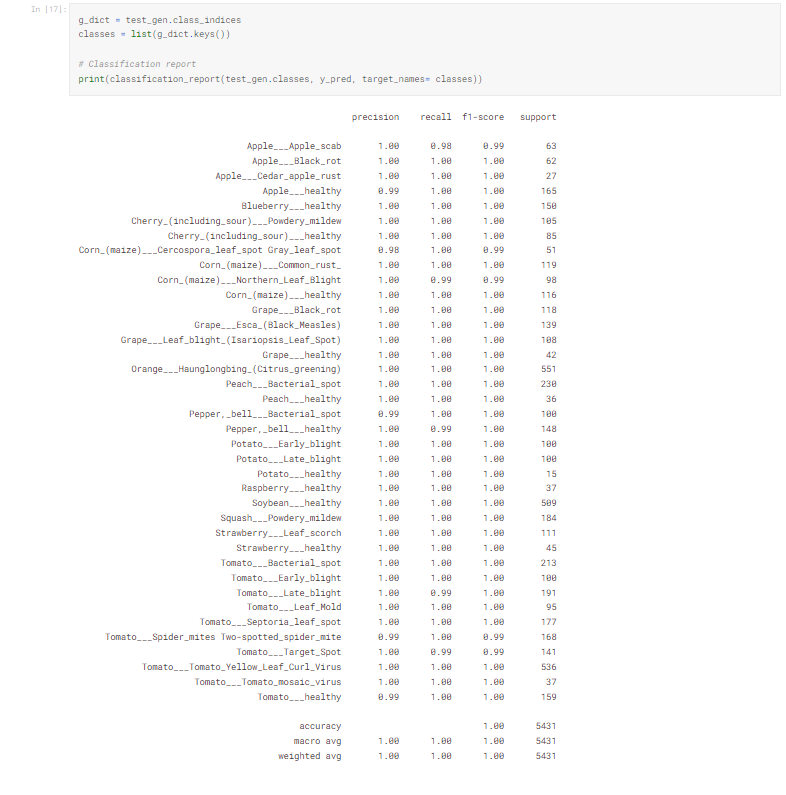 In [17]:
g_dict = test_gen.class_indices
classes = list(g_dict.keys())
# Classification report
print(classification_report(test_gen.classes, y_pred, target_names= classes))
precision recall f1-score support
Apple___Apple_scab 1.00 0.98 0.99 63
Apple___Black_rot 1.00 1.00 1.00 62
Apple___Cedar_apple_rust 1.00 1.00 1.00 27
Apple___healthy 0.99 1.00 1.00 165
Blueberry___healthy 1.00 1.00 1.00 150
Cherry_(including_sour)___Powdery_mildew 1.00 1.00 1.00 105
Cherry_(including_sour)___healthy 1.00 1.00 1.00 85
Corn_(maize)___Cercospora_leaf_spot Gray_leaf_spot 0.98 1.00 0.99 51
Corn_(maize)___Common_rust_ 1.00 1.00 1.00 119
Corn_(maize)___Northern_Leaf_Blight 1.00 0.99 0.99 98
Corn_(maize)___healthy 1.00 1.00 1.00 116
Grape___Black_rot 1.00 1.00 1.00 118
Grape___Esca_(Black_Measles) 1.00 1.00 1.00 139
Grape___Leaf_blight_(Isariopsis_Leaf_Spot) 1.00 1.00 1.00 108
Grape___healthy 1.00 1.00 1.00 42
Orange___Haunglongbing_(Citrus_greening) 1.00 1.00 1.00 551
Peach___Bacterial_spot 1.00 1.00 1.00 230
Peach___healthy 1.00 1.00 1.00 36
Pepper,_bell___Bacterial_spot 0.99 1.00 1.00 100
Pepper,_bell___healthy 1.00 0.99 1.00 148
Potato___Early_blight 1.00 1.00 1.00 100
Potato___Late_blight 1.00 1.00 1.00 100
Potato___healthy 1.00 1.00 1.00 15
Raspberry___healthy 1.00 1.00 1.00 37
Soybean___healthy 1.00 1.00 1.00 509
Squash___Powdery_mildew 1.00 1.00 1.00 184
Strawberry___Leaf_scorch 1.00 1.00 1.00 111
Strawberry___healthy 1.00 1.00 1.00 45
Tomato___Bacterial_spot 1.00 1.00 1.00 213
Tomato___Early_blight 1.00 1.00 1.00 100
Tomato___Late_blight 1.00 0.99 1.00 191
Tomato___Leaf_Mold 1.00 1.00 1.00 95
Tomato___Septoria_leaf_spot 1.00 1.00 1.00 177
Tomato___Spider_mites Two-spotted_spider_mite 0.99 1.00 0.99 168
Tomato___Target_Spot 1.00 0.99 0.99 141
Tomato___Tomato_Yellow_Leaf_Curl_Virus 1.00 1.00 1.00 536
Tomato___Tomato_mosaic_virus 1.00 1.00 1.00 37
Tomato___healthy 0.99 1.00 1.00 159
accuracy 1.00 5431
macro avg 1.00 1.00 1.00 5431
weighted avg 1.00 1.00 1.00 5431